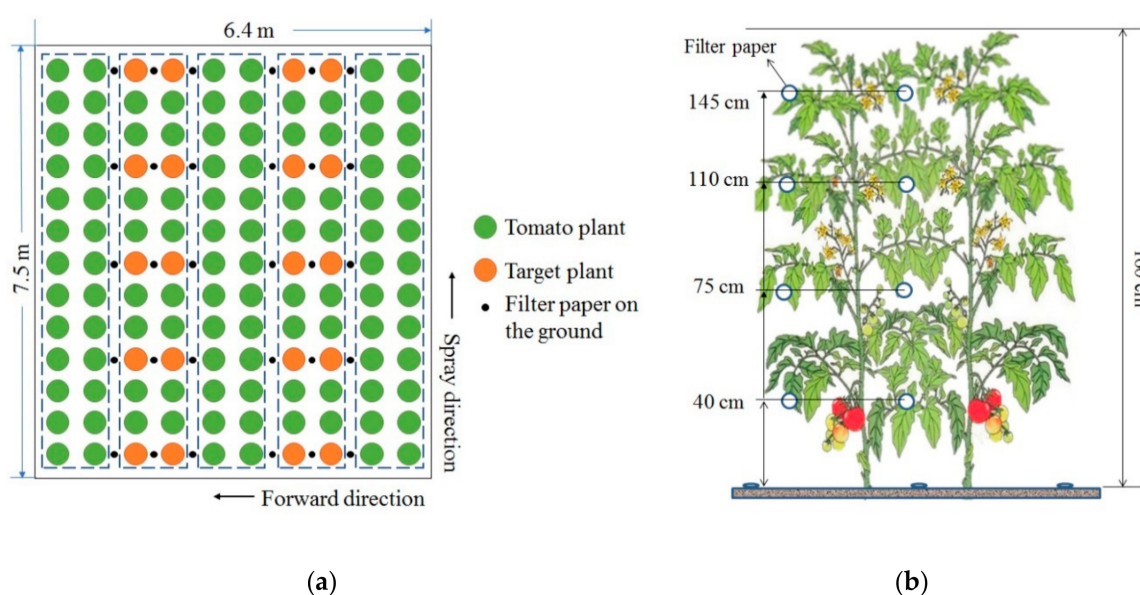 6.4 m
7.5 m
Tomato plant
Target plant
Filter paper on
the ground
Spray direction
Forward direction
(a)
Filter paper
145 cm
110 cm
75 cm
40 cm
cm
(b)